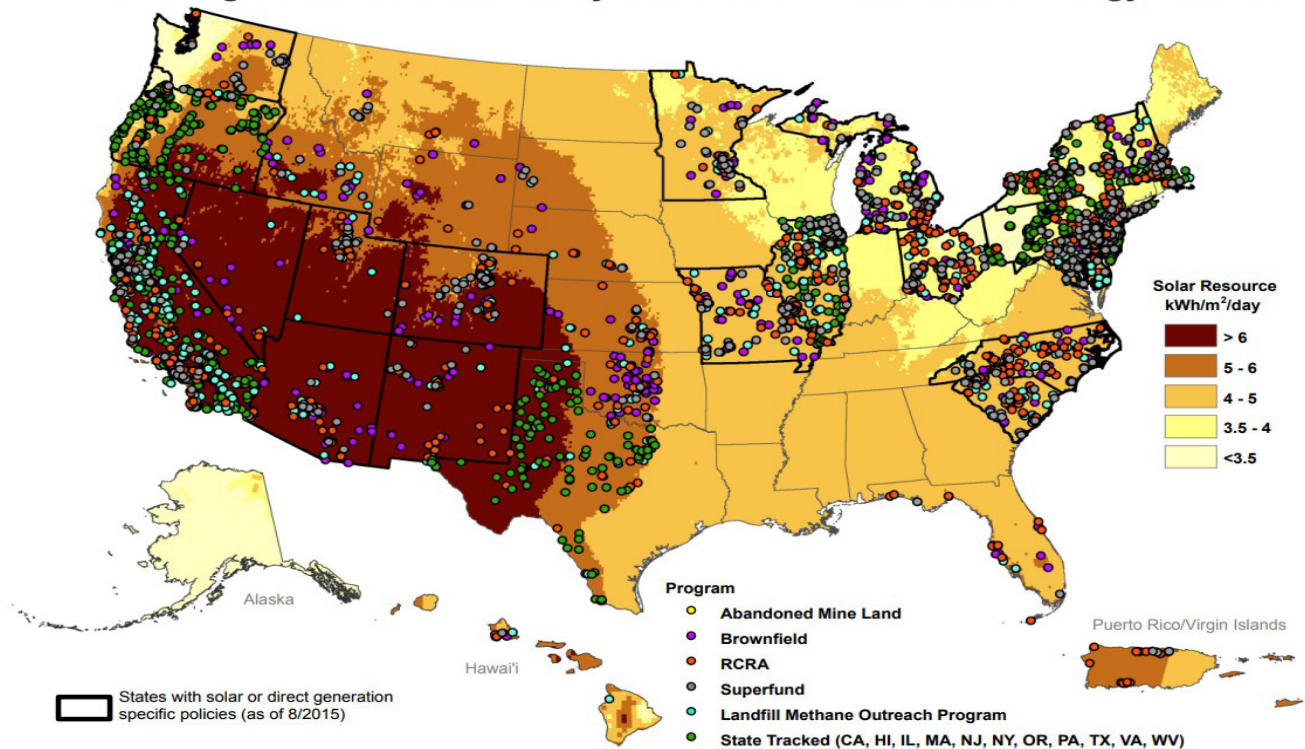 Solar Resource
kWh/m²/day
> 6
5 - 6
4 - 5
3.5 - 4
<3.5
Alaska
Hawai'i
Puerto Rico/Virgin Islands
Program
Abandoned Mine Land
Brownfield
RCRA
Superfund
Landfill Methane Outreach Program
State Tracked (CA, HI, IL, MA, NJ, NY, OR, PA, TX, VA, WV)
States with solar or direct generation
specific policies (as of 8/2015)